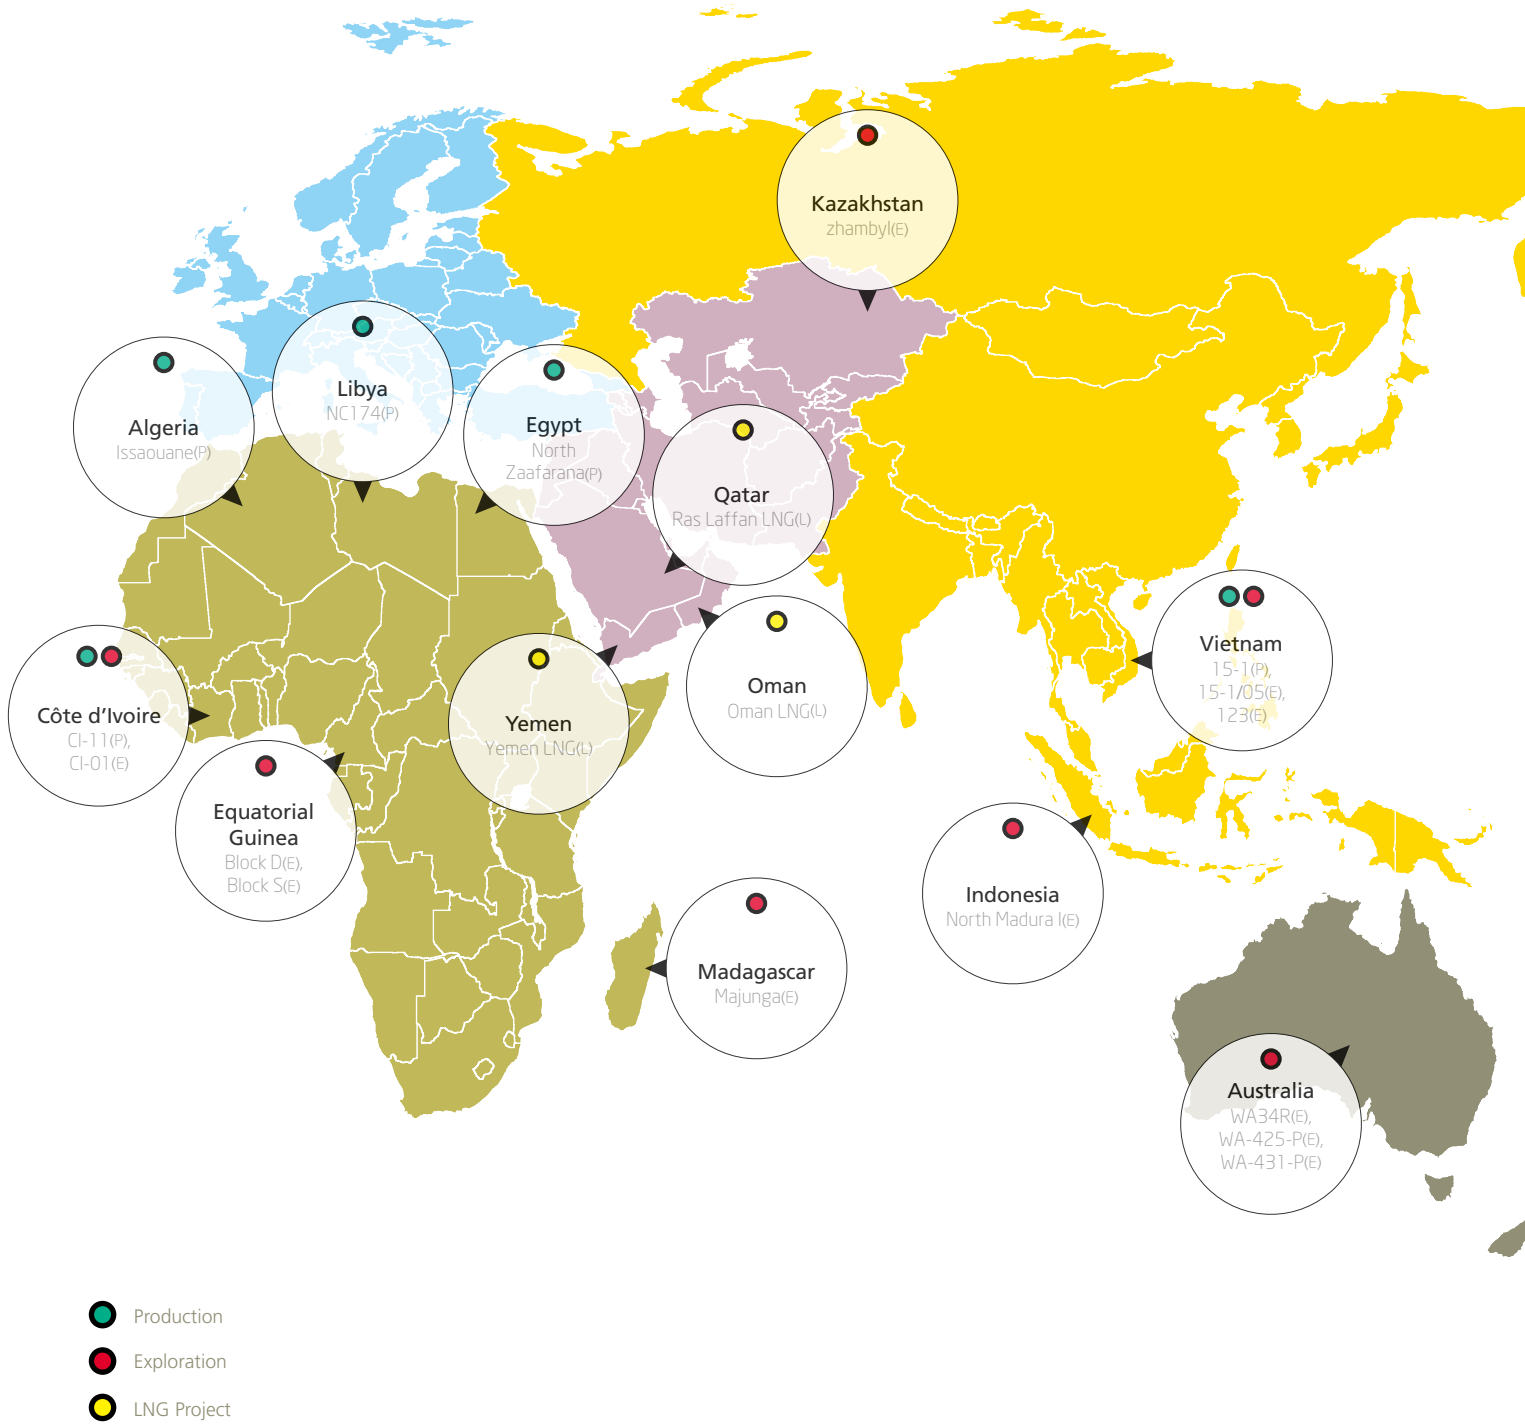 Kazakhstan
zhambyl(E)
Libya
NC174(P)
Algeria
Issaouane(P)
Egypt
North
Zaafarana(P)
Qatar
Ras Laffan LNG(L)
Vietnam
15-1(P),
15-1/05(E),
123(E)
Côte d’Ivoire
CI-11(P),
CI-01(E)
Yemen
Yemen LNG(L)
Oman
Oman LNG(L)
Equatorial
Guinea
Block D(E),
Block S(E)
Indonesia
North Madura I(E)
Madagascar
Majunga(E)
Australia
WA34R(E),
WA-425-P(E),
WA-431-P(E)
Production
Exploration
LNG Project